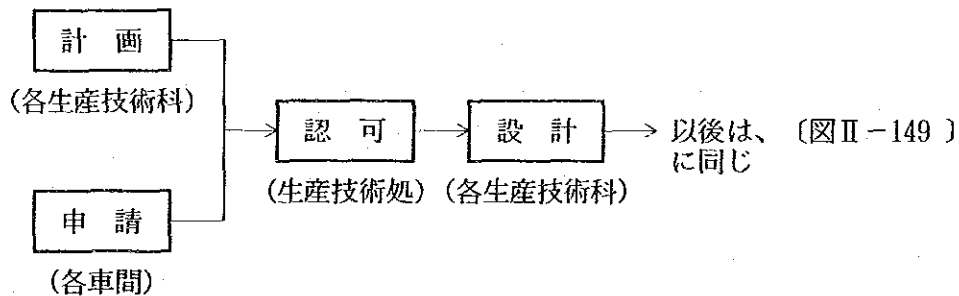 計 画
(各生産技術科)
認 可
設 計
以後は、〔図Ⅱ-149 〕
に同じ
(生産技術処)
(各生産技術科)
申 請
(各車間)